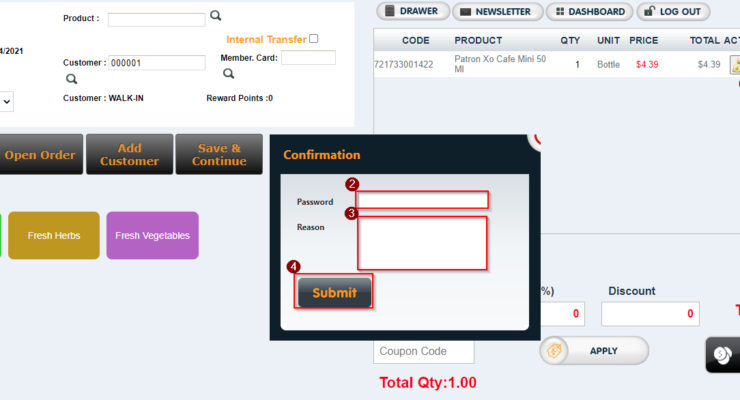 Product :
DRAWER
NEWSLETTER
DASHBOARD
LOG OUT
Internal Transfer
4/2021
CODE PRODUCT QTY UNIT PRICE TOTAL
Customer : 000001
Member. Card:
721733001422 Patron Xo Cafe Mini 50 Ml 1 Bottle $4.39 $4.39
Customer : WALK-IN
Reward Points :0
Open Order
Add
Customer
Save &
Continue
Confirmation
2
Password
3
Reason
4
Submit
Fresh Herbs
Fresh Vegetables
%)
Discount
0
0
Coupon Code
APPLY
Total Qty:1.00